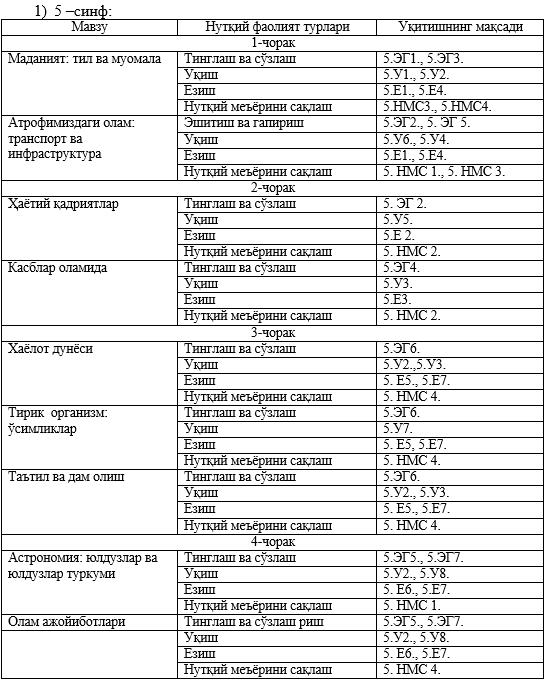 1) 5 –синф:
Мавзу Нутқий фаолият турлари Уқитишнинг мақсади
1-чорак
Маданият: тил ва муомала Тинглаш ва сўзлаш 5.ЭГ1., 5.ЭГ3.
Уқиш 5.У1., 5.У2.
Езиш 5.Е1., 5.Е4.
Нутқий меъёрини сақлаш 5.НМС3., 5.НМС4.
Атрофимиздаги олам: Эшитиш ва гапириш 5.ЭГ2., 5. ЭГ 5.
транспорт ва Уқиш 5.У6., 5.У4.
инфраструктура Езиш 5.Е1., 5.Е4.
Нутқий меъёрини сақлаш 5. НМС 1., 5. НМС 3.
2-чорак
Ҳаётий қадриятлар Тинглаш ва сўзлаш 5. ЭГ 2.
Уқиш 5.У5.
Езиш 5.Е 2.
Нутқий меъёрини сақлаш 5. НМС 2.
Касблар оламида Тинглаш ва сўзлаш 5.ЭГ4.
Уқиш 5.У3.
Езиш 5.Е3.
Нутқий меъёрини сақлаш 5. НМС 2.
3-чорак
Хаёлот дунёси Тинглаш ва сўзлаш 5.ЭГ6.
Уқиш 5.У2.,5.У3.
Езиш 5. Е5., 5.Е7.
Нутқий меъёрини сақлаш 5. НМС 4.
Тирик организм: Тинглаш ва сўзлаш 5.ЭГ6.
ўсимликлар Уқиш 5.У7.
Езиш 5. Е5, 5.Е7.
Нутқий меъёрини сақлаш 5. НМС 4.
Таътил ва дам олиш Тинглаш ва сўзлаш 5.ЭГ6.
Уқиш 5.У2., 5.У3.
Езиш 5. Е5., 5.Е7.
Нутқий меъёрини сақлаш 5. НМС 4.
4-чорак
Астрономия: юлдузлар ва Тинглаш ва сўзлаш 5.ЭГ5., 5.ЭГ7.
юлдузлар туркуми Уқиш 5.У2., 5.У8.
Езиш 5. Е6., 5.Е7.
Нутқий меъёрини сақлаш 5. НМС 1.
Олам ажойиботлари Тинглаш ва сўзлаш риш 5.ЭГ5., 5.ЭГ7.
Уқиш 5.У2., 5.У8.
Езиш 5. Е6., 5.Е7.
Нутқий меъёрини сақлаш 5. НМС 4.